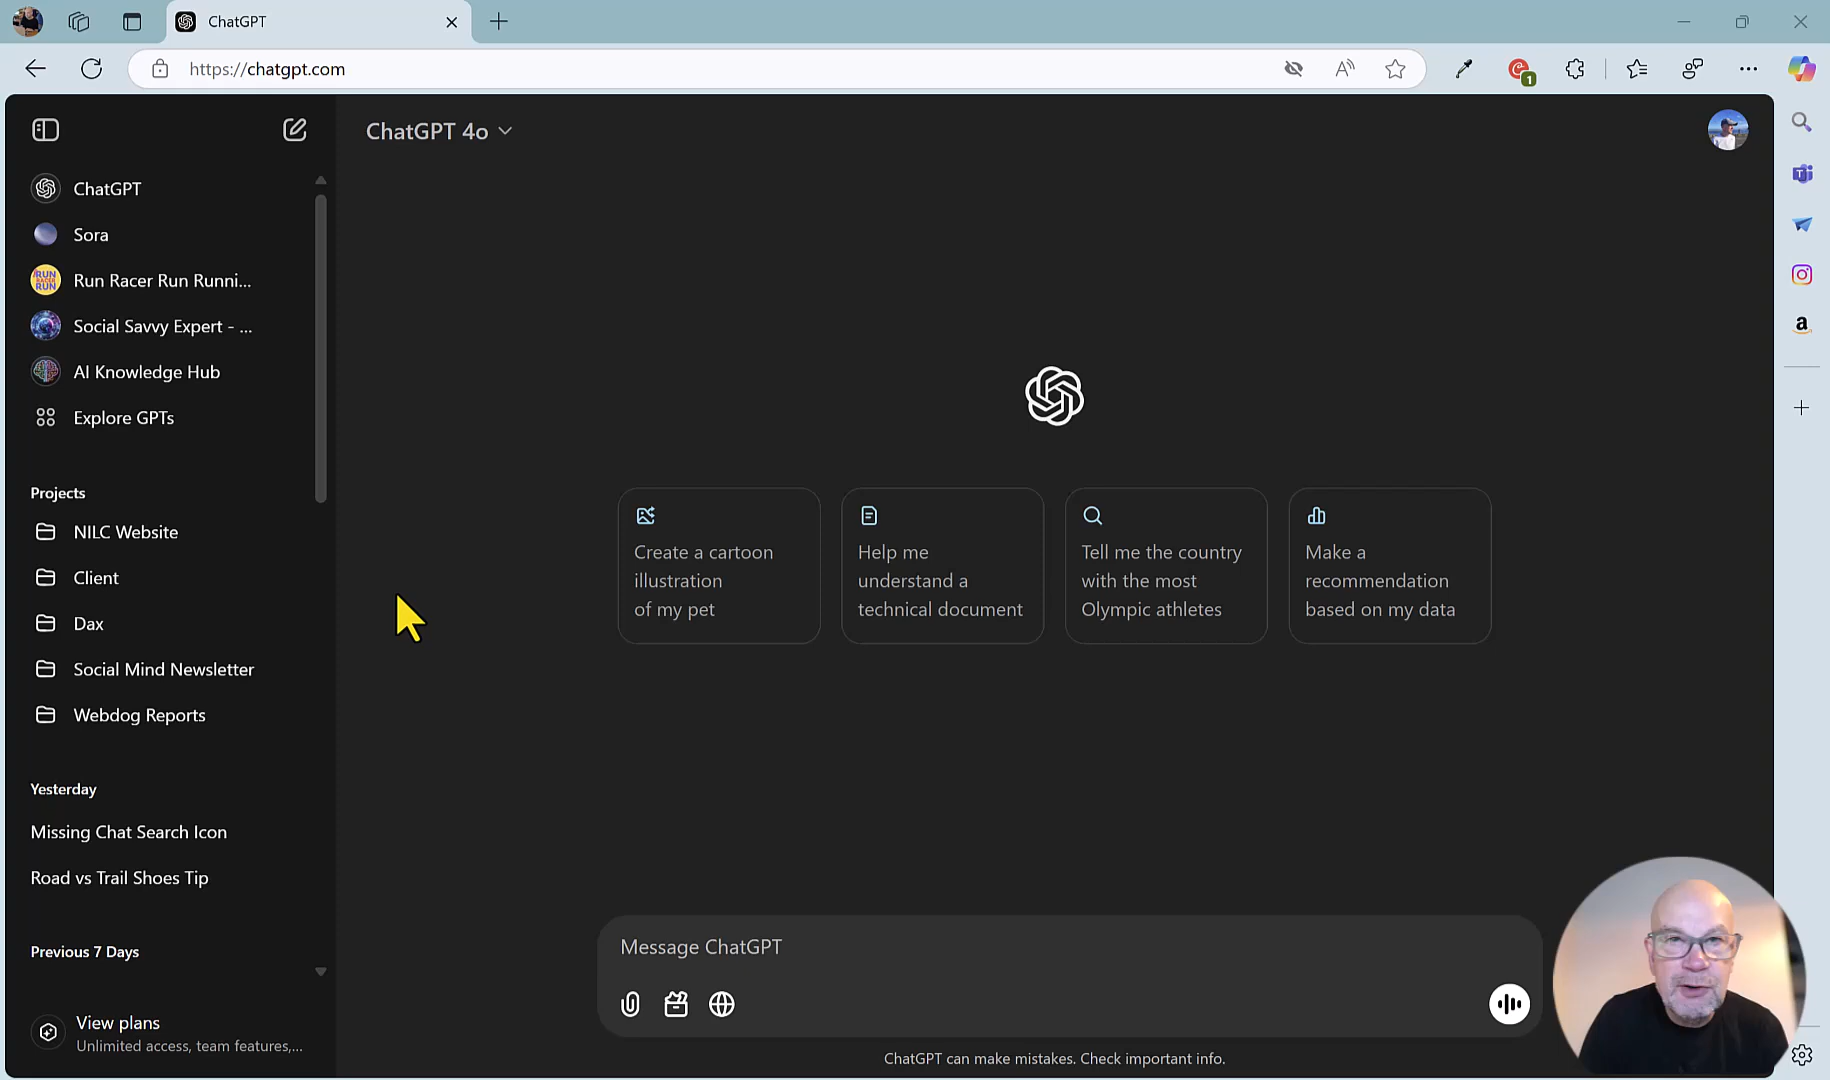 ChatGPT
https://chatgpt.com
1
ChatGPT 4o
ChatGPT
Sora
RUN RACER RUN
Run Racer Run Runni...
Social Savvy Expert - ...
AI Knowledge Hub
Explore GPTs
Projects
NILC Website
Client
Dax
Social Mind Newsletter
Webdog Reports
Yesterday
Missing Chat Search Icon
Road vs Trail Shoes Tip
Previous 7 Days
View plans
Unlimited access, team features,...
Create a cartoon
illustration
of my pet
Help me
understand a
technical document
Tell me the country
with the most
Olympic athletes
Make a
recommendation
based on my data
Message ChatGPT
ChatGPT can make mistakes. Check important info.